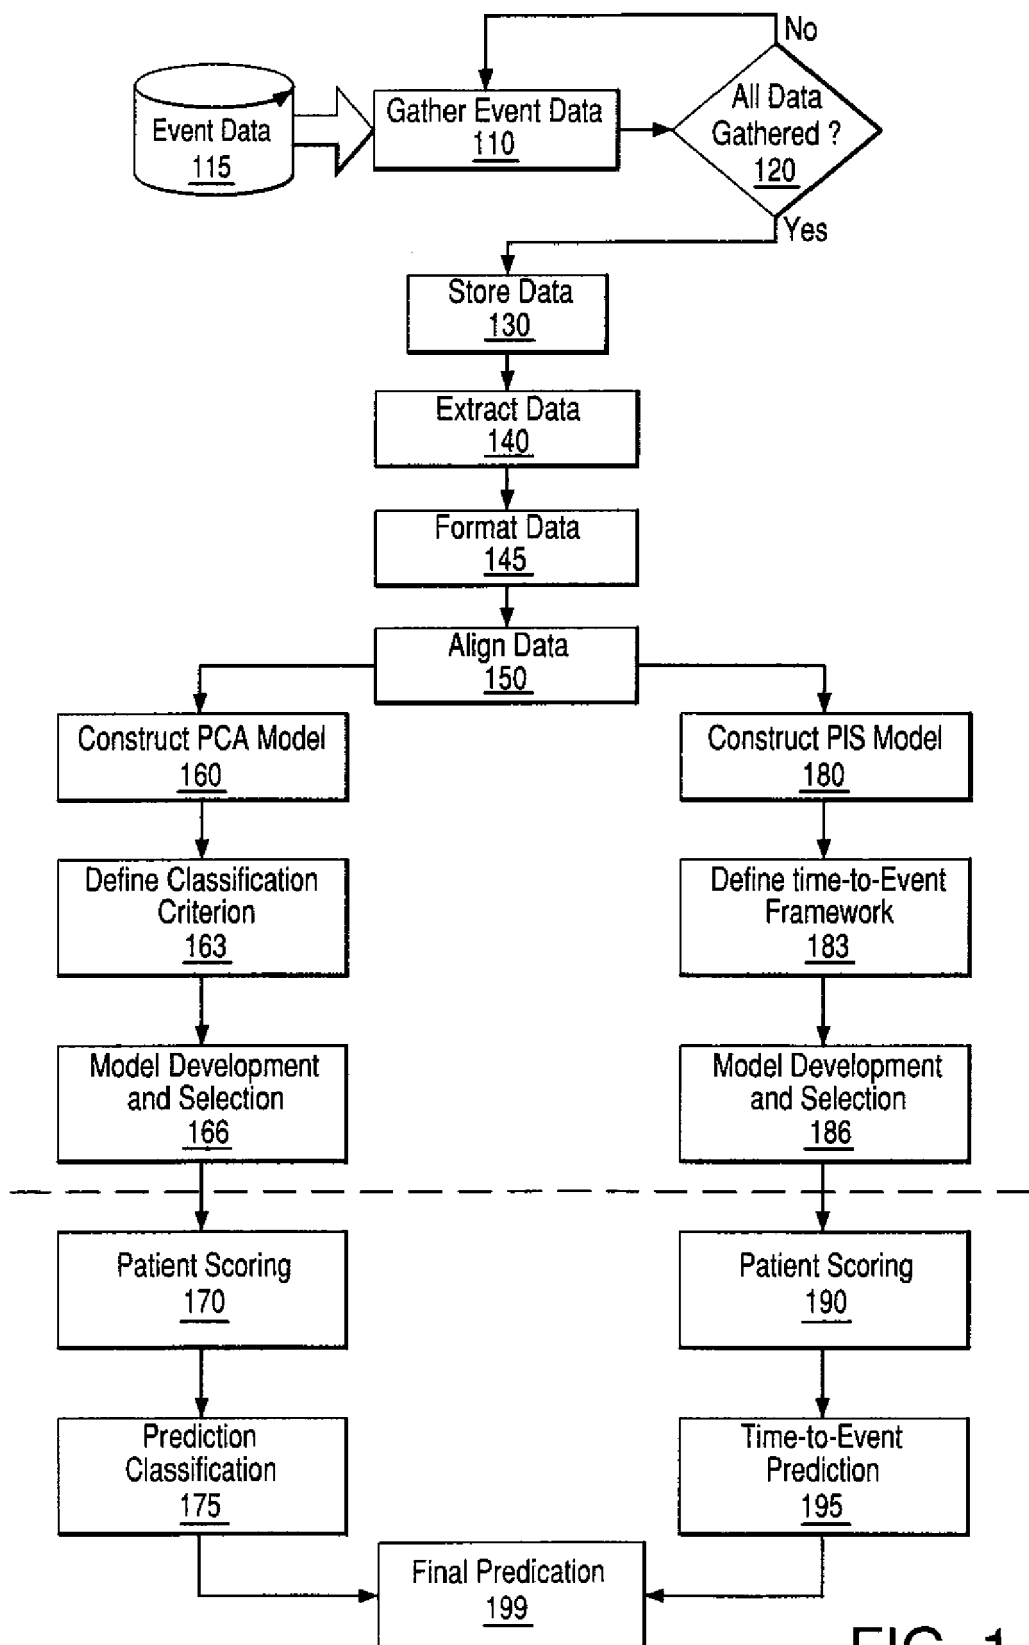 No
Event Data
115
Gather Event Data
110
All Data
Gathered ?
120
Yes
Store Data
130
Extract Data
140
Format Data
145
Align Data
150
Construct PCA Model
160
Construct PIS Model
180
Define Classification
Criterion
163
Define time-to-Event
Framework
183
Model Development
and Selection
166
Model Development
and Selection
186
Patient Scoring
170
Patient Scoring
190
Prediction
Classification
175
Time-to-Event
Prediction
195
Final Predication
199
FIG. 1